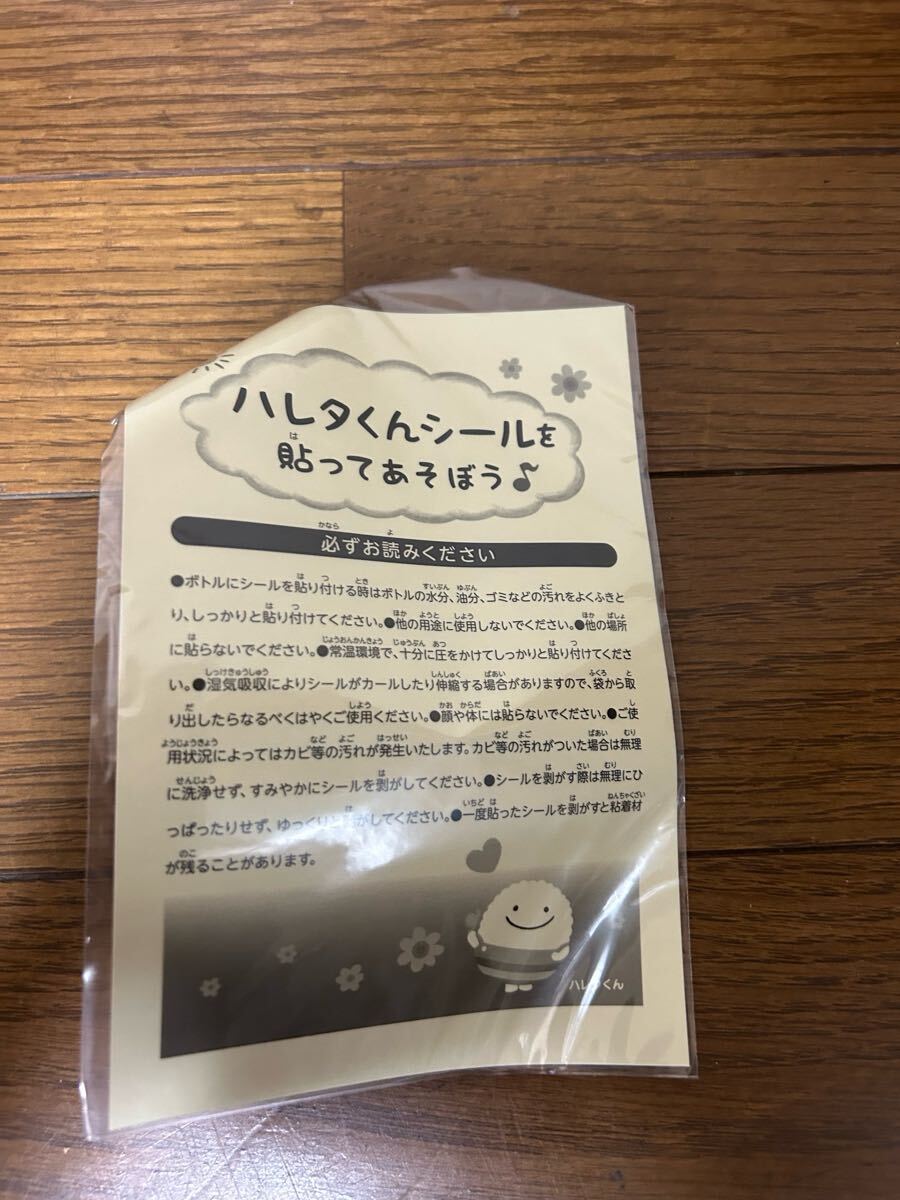 ハレタくんシールを
貼ってあそぼう♪
必ずお読みください
●ボトルにシールを貼り付ける時はボトルの水分、油分、ゴミなどの汚れをよくふきと
り、しっかりと貼り付けてください。●他の用途に使用しないでください。●他の場所
に貼らないでください。●常温環境で、十分に圧をかけてしっかりと貼り付けてくださ
い。●湿気吸収によりシールがカールしたり伸縮する場合がありますので、袋から取
り出したらなるべくはやくご使用ください。●顔や体には貼らないでください。●ご使
用状況によってはカビ等の汚れが発生いたします。カビ等の汚れがついた場合は無理
に洗浄せず、すみやかにシールを剥がしてください。●シールを剥がす際は無理にひ
っぱったりせず、ゆっくりと剥がしてください。●一度貼ったシールを剥がすと粘着材
が残ることがあります。
ハレタくん